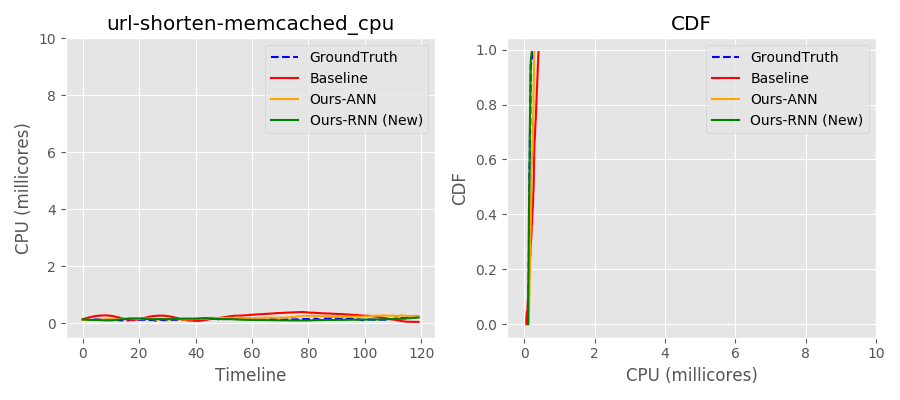 url-shorten-memcached_cpu
CPU (millicores)
10
8
6
4
2
0
0 20 40 60 80 100 120
Timeline
GroundTruth
Baseline
Ours-ANN
Ours-RNN (New)
CDF
CDF
1.0
0.8
0.6
0.4
0.2
0.0
0 2 4 6 8 10
CPU (millicores)
GroundTruth
Baseline
Ours-ANN
Ours-RNN (New)